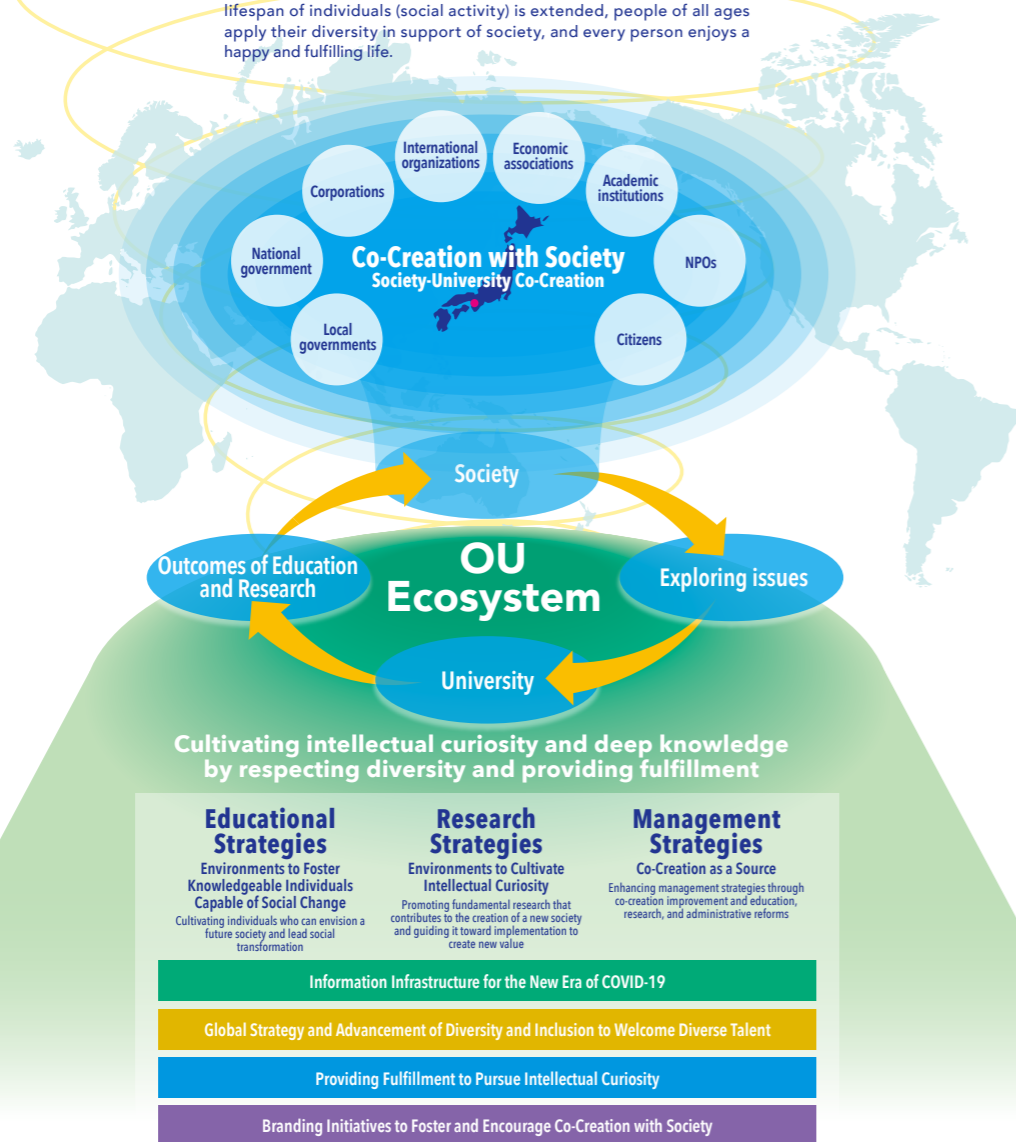 lifespan of individuals (social activity) is extended, people of all ages
apply their diversity in support of society, and every person enjoys a
happy and fulfilling life.
International
organizations
Economic
associations
Corporations
Academic
institutions
National
government
Co-Creation with Society
Society-University Co-Creation
NPOs
Local
governments
Citizens
Society
Outcomes of Education
and Research
OU
Ecosystem
Exploring issues
University
Cultivating intellectual curiosity and deep knowledge
by respecting diversity and providing fulfillment
Educational
Strategies
Environments to Foster
Knowledgeable Individuals
Capable of Social Change
Cultivating individuals who can envision a
future society and lead social
transformation
Research
Strategies
Environments to Cultivate
Intellectual Curiosity
Promoting fundamental research that
contributes to the creation of a new society
and guiding it toward implementation to
create new value
Management
Strategies
Co-Creation as a Source
Enhancing management strategies through
co-creation improvement and education,
research, and administrative reforms
Information Infrastructure for the New Era of COVID-19
Global Strategy and Advancement of Diversity and Inclusion to Welcome Diverse Talent
Providing Fulfillment to Pursue Intellectual Curiosity
Branding Initiatives to Foster and Encourage Co-Creation with Society